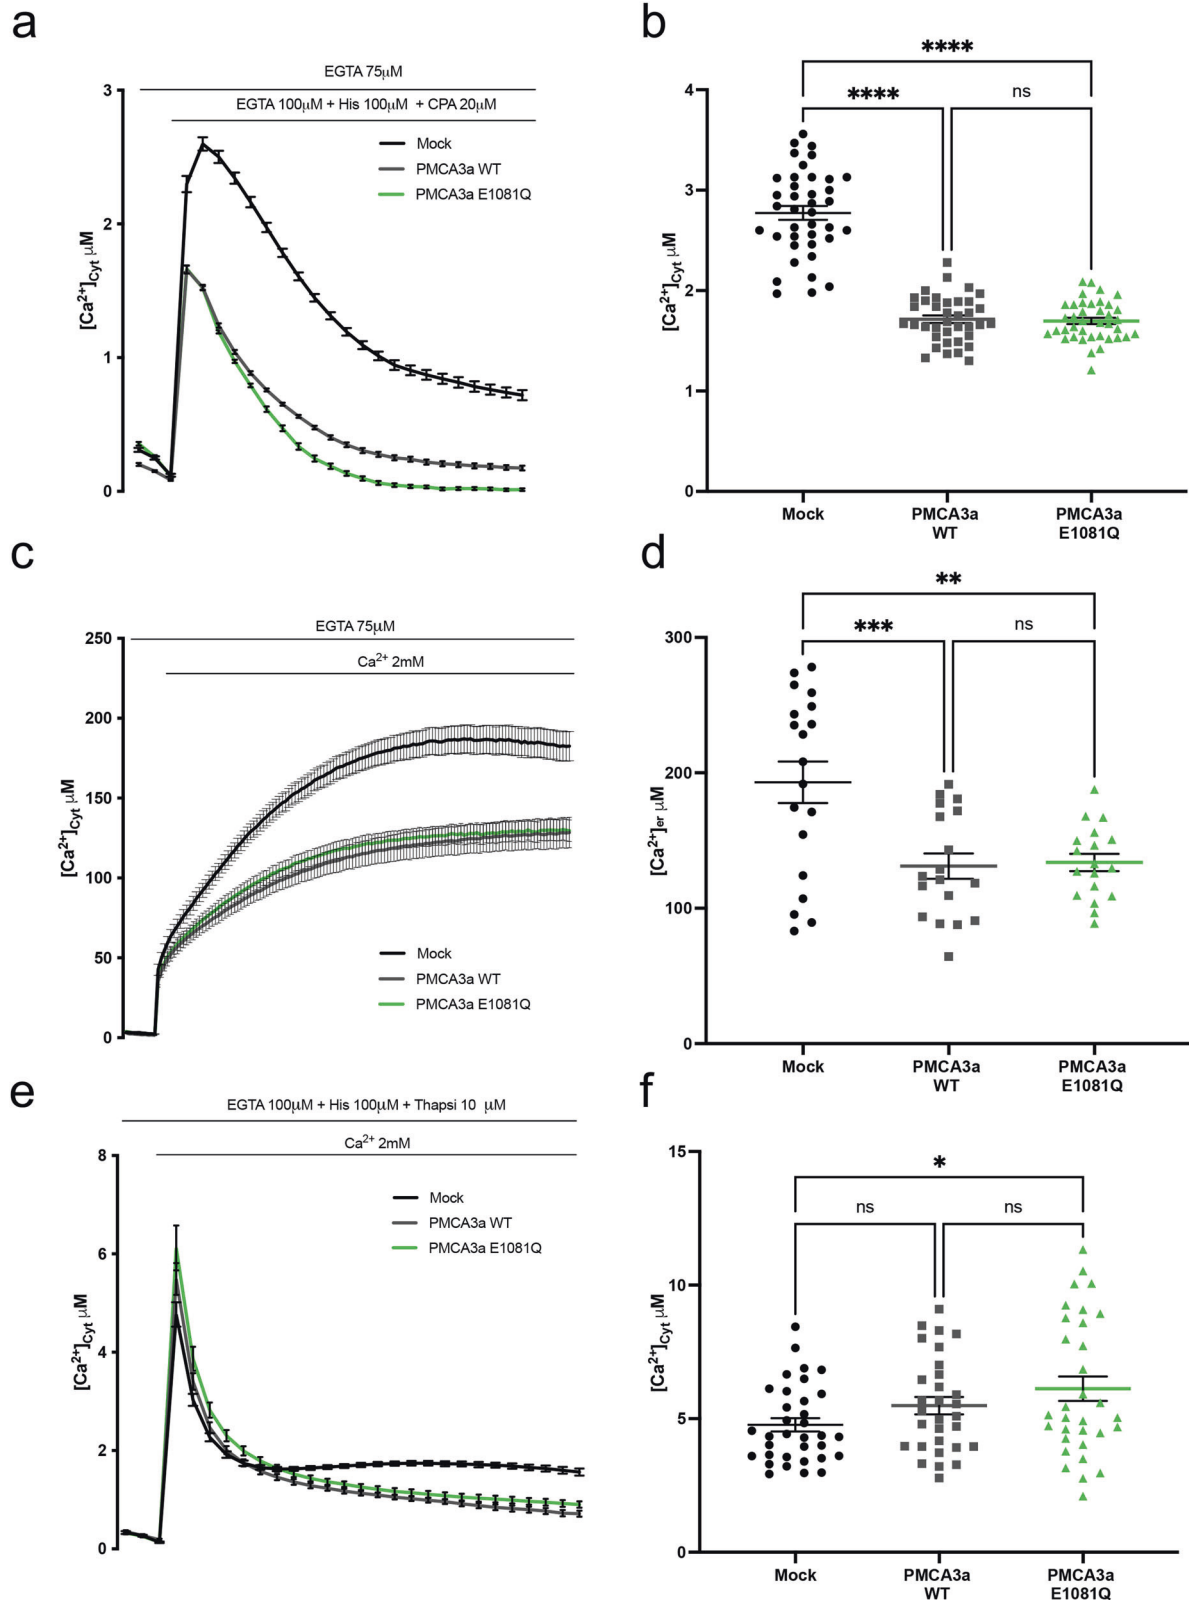 a
EGTA 75μM
EGTA 100μM + His 100μM + CPA 20μM
3
2
1
0
[Ca²⁺]Cyt μM
Mock
PMCA3a WT
PMCA3a E1081Q
b
****
****
ns
4
3
2
1
0
[Ca²⁺]Cyt μM
Mock
PMCA3a
WT
PMCA3a
E1081Q
c
EGTA 75μM
Ca²⁺ 2mM
250
200
150
100
50
0
[Ca²⁺]Cyt μM
Mock
PMCA3a WT
PMCA3a E1081Q
d
**
***
ns
300
200
100
0
[Ca²⁺]er μM
Mock
PMCA3a
WT
PMCA3a
E1081Q
e
EGTA 100μM + His 100μM + Thapsi 10 μM
Ca²⁺ 2mM
8
6
4
2
0
[Ca²⁺]Cyt μM
Mock
PMCA3a WT
PMCA3a E1081Q
f
*
ns
ns
15
10
5
0
[Ca²⁺]Cyt μM
Mock
PMCA3a
WT
PMCA3a
E1081Q